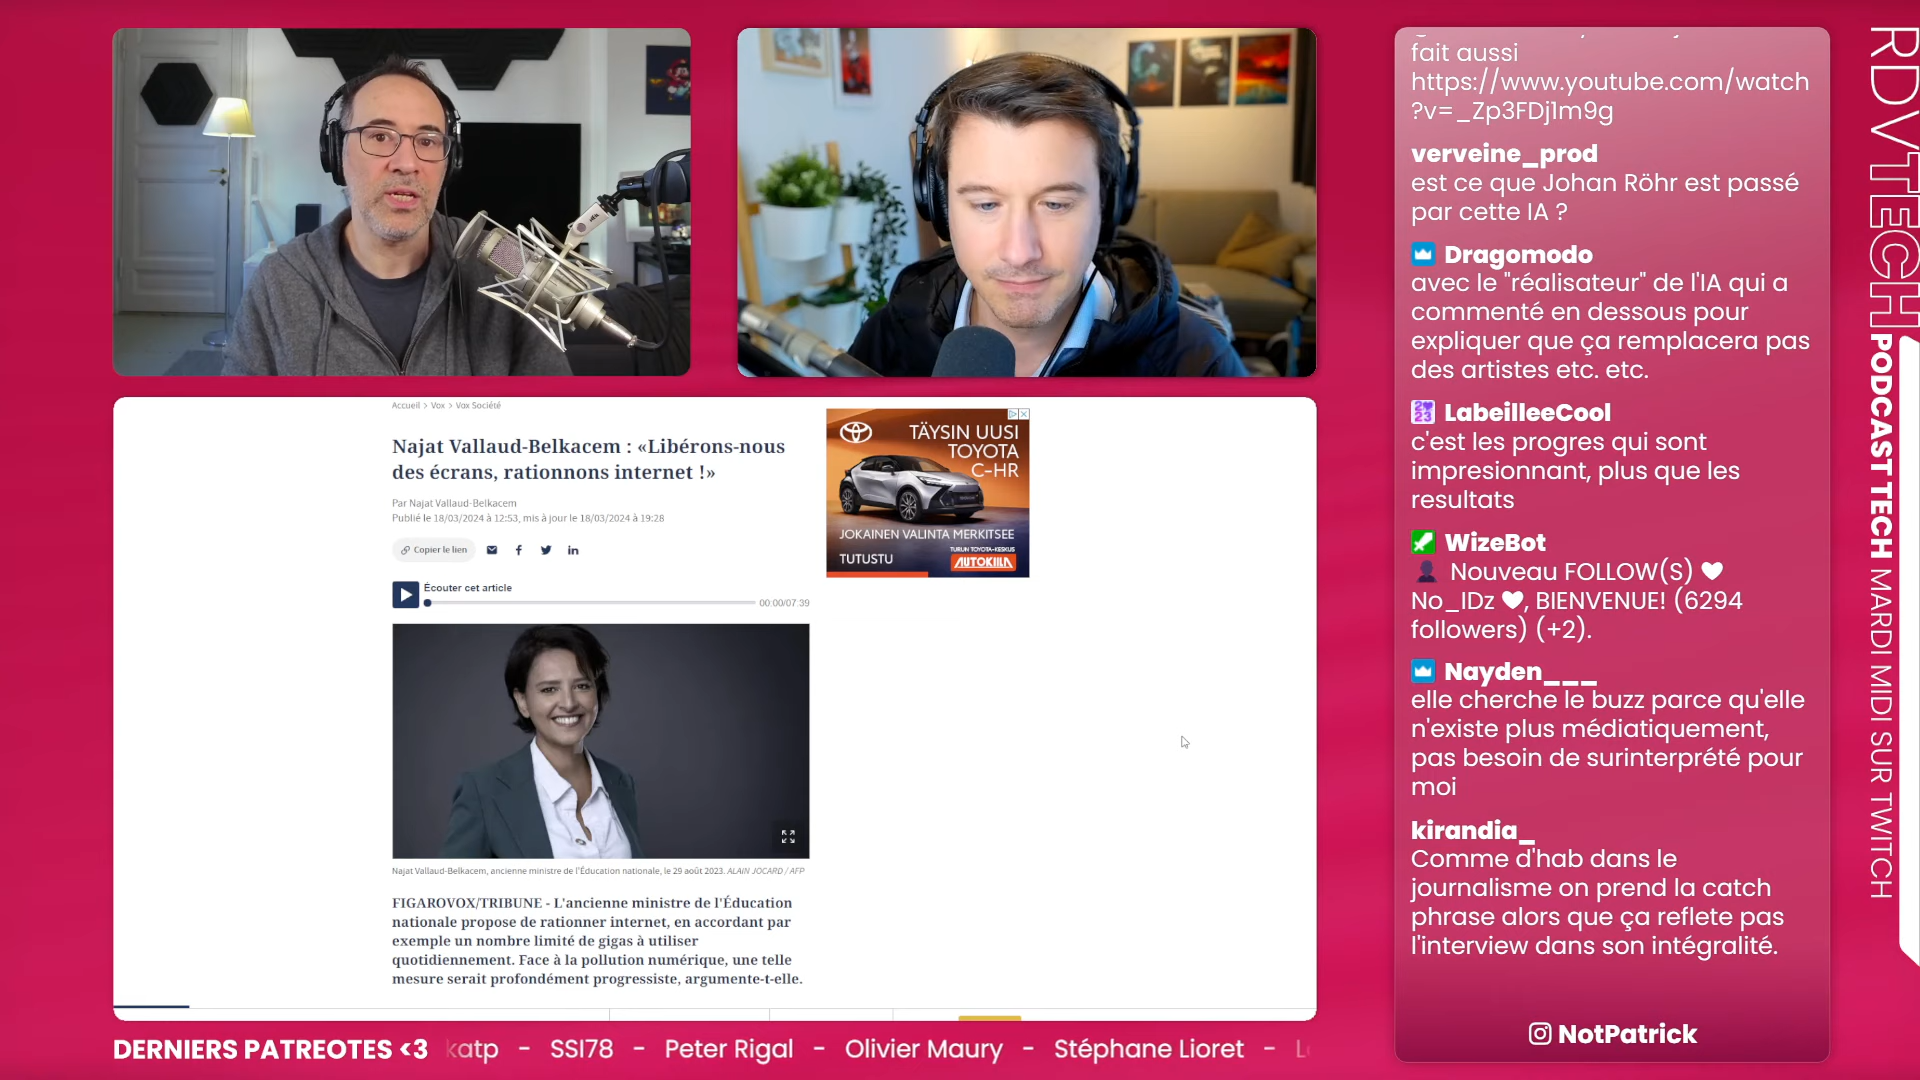 Accueil > Vox > Vox Société
Najat Vallaud-Belkacem : «Libérons-nous
des écrans, rationnons internet !»
Par Najat Vallaud-Belkacem
Publié le 18/03/2024 à 12:53, mis à jour le 18/03/2024 à 19:28
Copier le lien
Écouter cet article
00:00/07:39
Najat Vallaud-Belkacem, ancienne ministre de l'Éducation nationale, le 29 août 2023. ALAIN JOCARD / AFP
FIGAROVOX/TRIBUNE - L'ancienne ministre de l'Éducation
nationale propose de rationner internet, en accordant par
exemple un nombre limité de gigas à utiliser
quotidiennement. Face à la pollution numérique, une telle
mesure serait profondément progressiste, argumente-t-elle.
TÄYSIN UUSI
TOYOTA
C-HR
JOKAINEN VALINTA MERKITSEE
TUTUSTU
TURUN TOYOTA-KESKUS
AUTOKILA
fait aussi
https://www.youtube.com/watch
?v=_Zp3FDj1m9g
verveine_prod
est ce que Johan Röhr est passé
par cette IA ?
Dragomodo
avec le "réalisateur" de l'IA qui a
commenté en dessous pour
expliquer que ça remplacera pas
des artistes etc. etc.
LabeilleeCool
c'est les progres qui sont
impresionnant, plus que les
resultats
WizeBot
Nouveau FOLLOW(S) ♥
No_IDz ♥, BIENVENUE! (6294
followers) (+2).
Nayden___
elle cherche le buzz parce qu'elle
n'existe plus médiatiquement,
pas besoin de surinterprété pour
moi
kirandia_
Comme d'hab dans le
journalisme on prend la catch
phrase alors que ça reflete pas
l'interview dans son intégralité.
NotPatrick
RDVTECH PODCAST TECH MARDI MIDI SUR TWITCH
DERNIERS PATREOTES <3 katp - SSI78 - Peter Rigal - Olivier Maury - Stéphane Lioret -